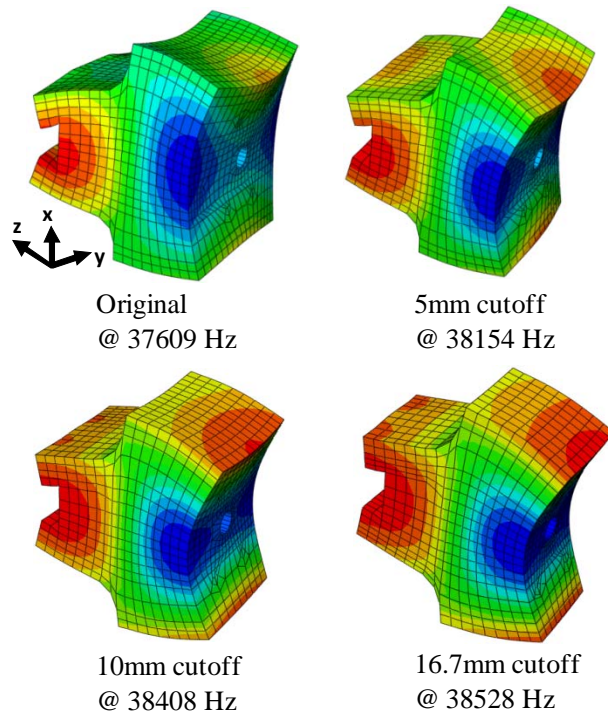 x
z
y
Original
@ 37609 Hz
5mm cutoff
@ 38154 Hz
10mm cutoff
@ 38408 Hz
16.7mm cutoff
@ 38528 Hz